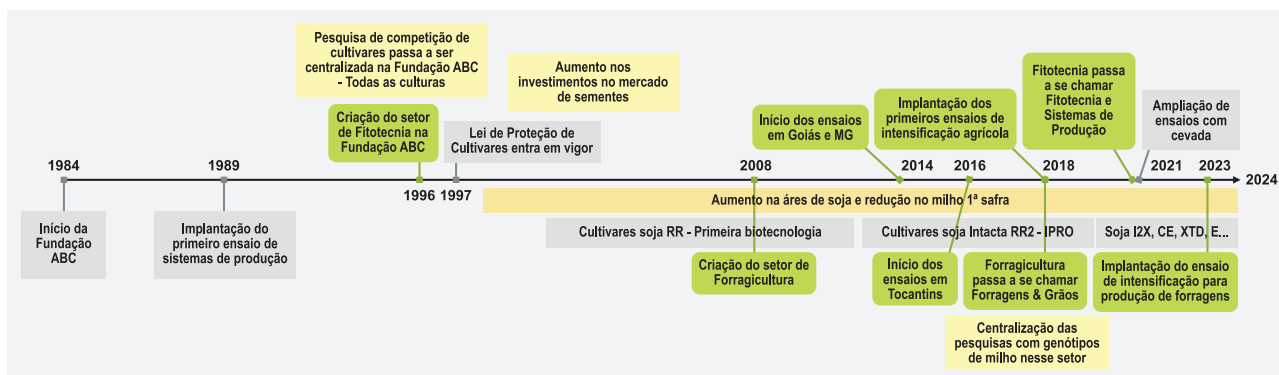 Pesquisa de competição de
cultivares passa a ser
centralizada na Fundação ABC
- Todas as culturas
Aumento nos
investimentos no mercado
de sementes
Criação do setor
de Fitotecnia na
Fundação ABC
Lei de Proteção de
Cultivares entra em vigor
Início dos ensaios
em Goiás e MG
Implantação dos
primeiros ensaios de
intensificação agrícola
Fitotecnia passa
a se chamar
Fitotecnia e
Sistemas de
Produção
Ampliação de
ensaios com
cevada
1984
1989
1996
1997
2008
2014
2016
2018
2021
2023
2024
Aumento na áres de soja e redução no milho 1ª safra
Cultivares soja RR - Primeira biotecnologia
Cultivares soja Intacta RR2 - IPRO
Soja I2X, CE, XTD, E...
Início da
Fundação
ABC
Implantação do
primeiro ensaio de
sistemas de produção
Criação do setor de
Forragicultura
Início dos
ensaios em
Tocantins
Forragicultura
passa a se chamar
Forragens & Grãos
Implantação do ensaio
de intensificação para
produção de forragens
Centralização das
pesquisas com genótipos
de milho nesse setor